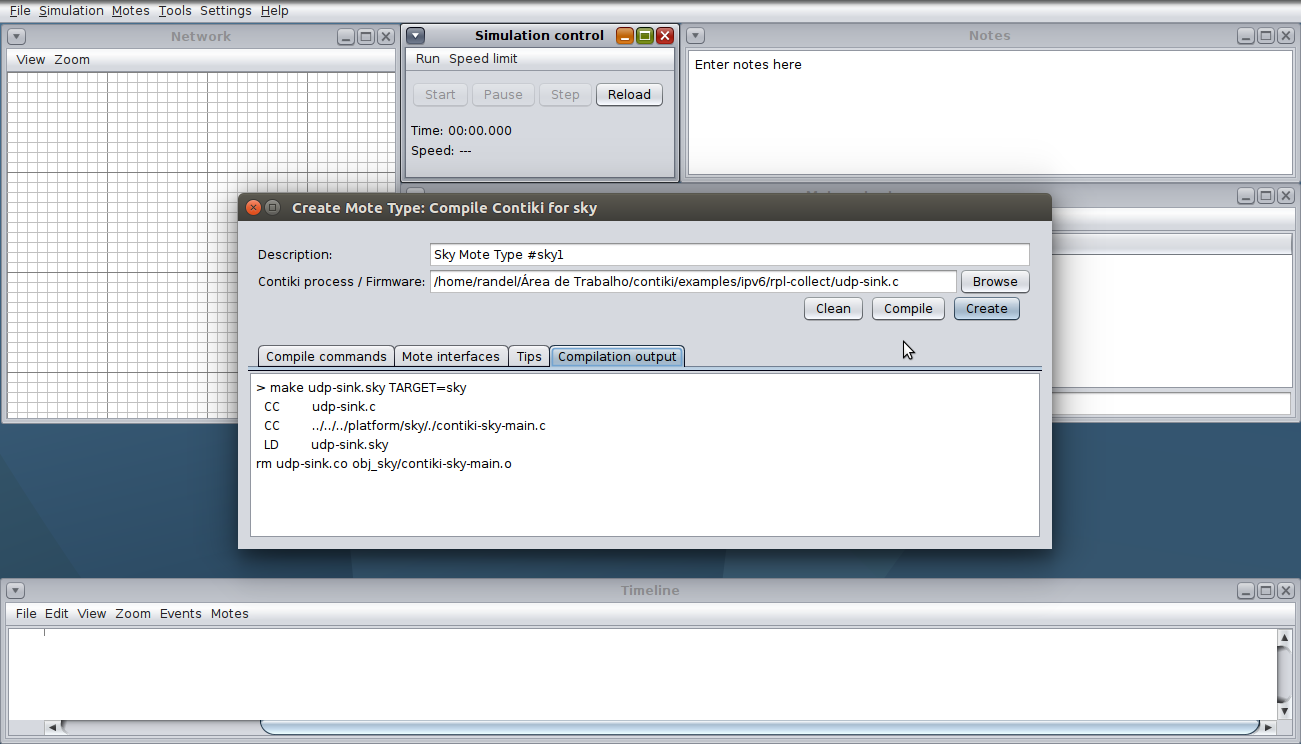 File Simulation Motes Tools Settings Help
Network
View Zoom
Simulation control
Run Speed limit
Start Pause Step Reload
Time: 00:00.000
Speed: ---
Notes
Enter notes here
Create Mote Type: Compile Contiki for sky
Description: Sky Mote Type #sky1
Contiki process / Firmware: /home/randel/Área de Trabalho/contiki/examples/ipv6/rpl-collect/udp-sink.c Browse
Clean Compile Create
Compile commands Mote interfaces Tips Compilation output
> make udp-sink.sky TARGET=sky
CC udp-sink.c
CC ../../../platform/sky/./contiki-sky-main.c
LD udp-sink.sky
rm udp-sink.co obj_sky/contiki-sky-main.o
Timeline
File Edit View Zoom Events Motes